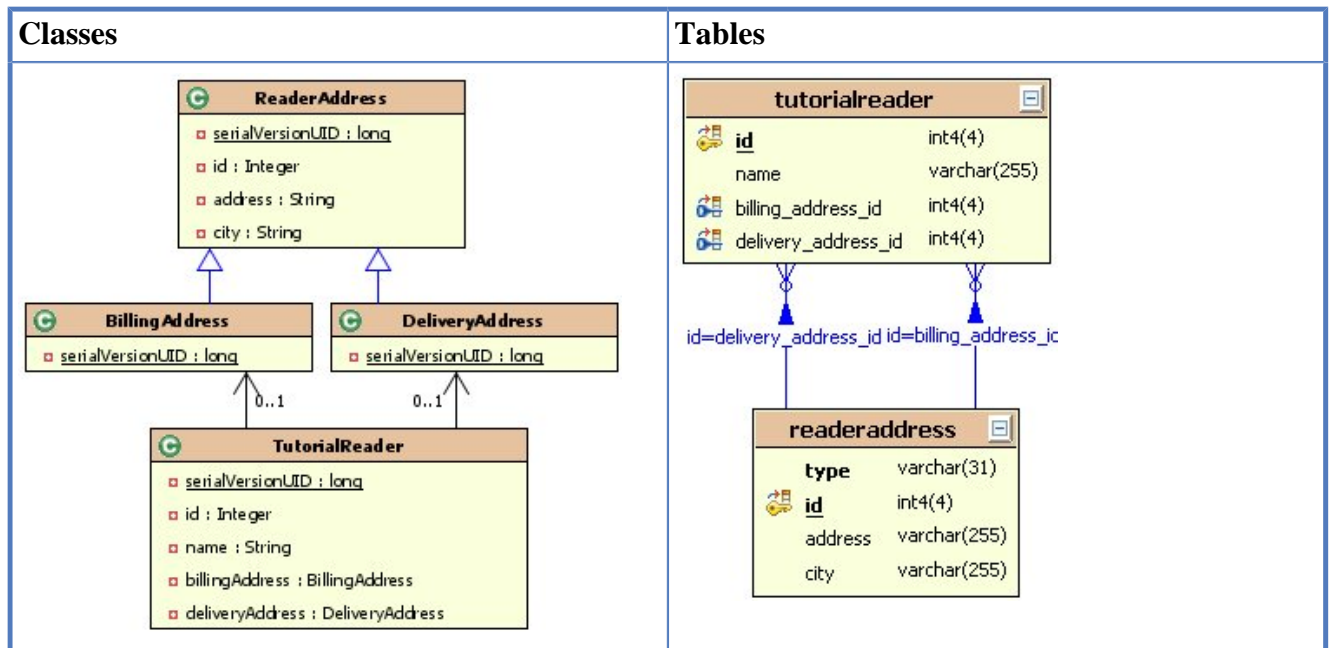 Classes
Tables
ReaderAddress
serialVersionUID : long
id : Integer
address : String
city : String
BillingAddress
serialVersionUID : long
DeliveryAddress
serialVersionUID : long
0..1
0..1
TutorialReader
serialVersionUID : long
id : Integer
name : String
billingAddress : BillingAddress
deliveryAddress : DeliveryAddress
tutorialreader
id int4(4)
name varchar(255)
billing_address_id int4(4)
delivery_address_id int4(4)
id=delivery_address_id id=billing_address_ic
readeraddress
type varchar(31)
id int4(4)
address varchar(255)
city varchar(255)